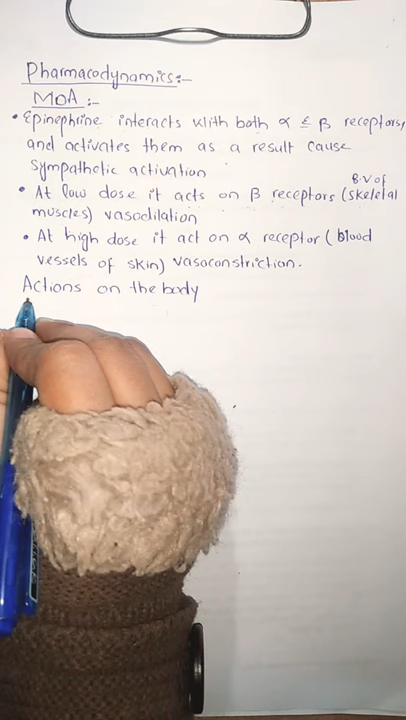 Pharmacodynamics:-
MOA :-
• Epinephrine interacts with both α & β receptors,
and activates them as a result cause
sympathetic activation
• At low dose it acts on β receptors (B.V of skeletal
muscles) vasodilation
• At high dose it act on α receptor (blood
vessels of skin) vasoconstriction.
Actions on the body